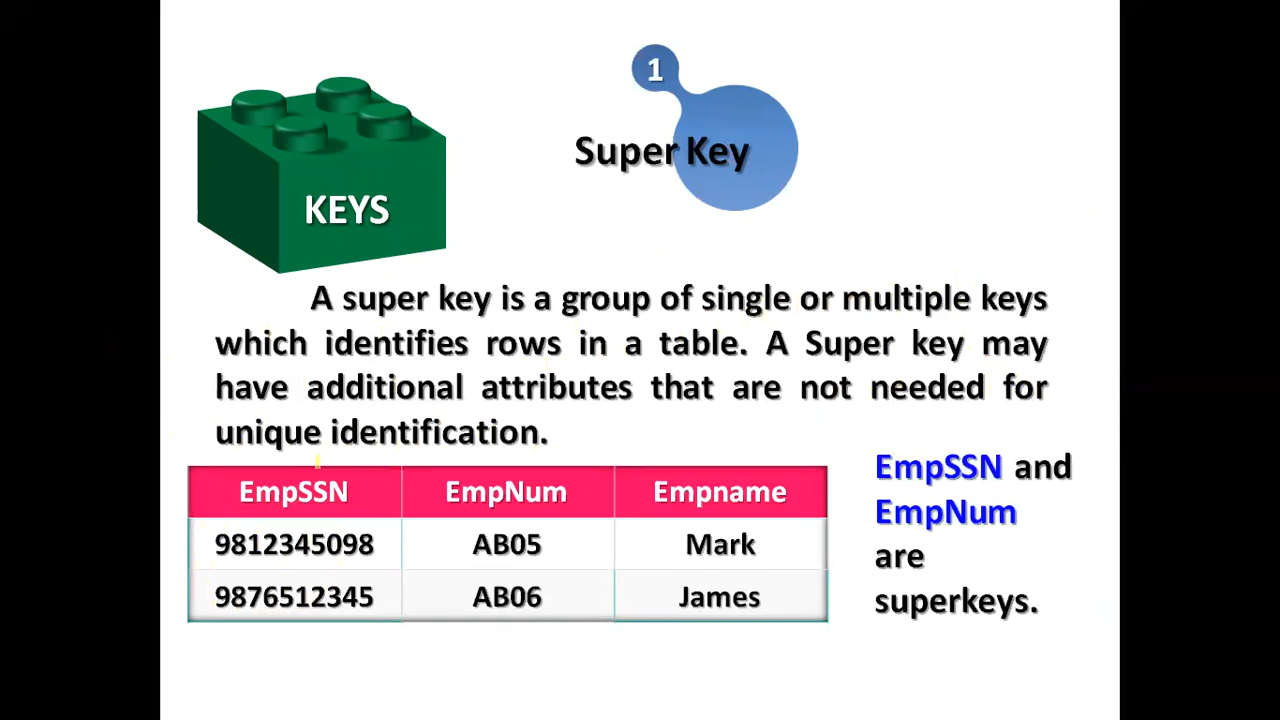 1
Super Key
KEYS
A super key is a group of single or multiple keys
which identifies rows in a table. A Super key may
have additional attributes that are not needed for
unique identification.
EmpSSN EmpNum Empname
9812345098 AB05 Mark
9876512345 AB06 James
EmpSSN and
EmpNum
are
superkeys.